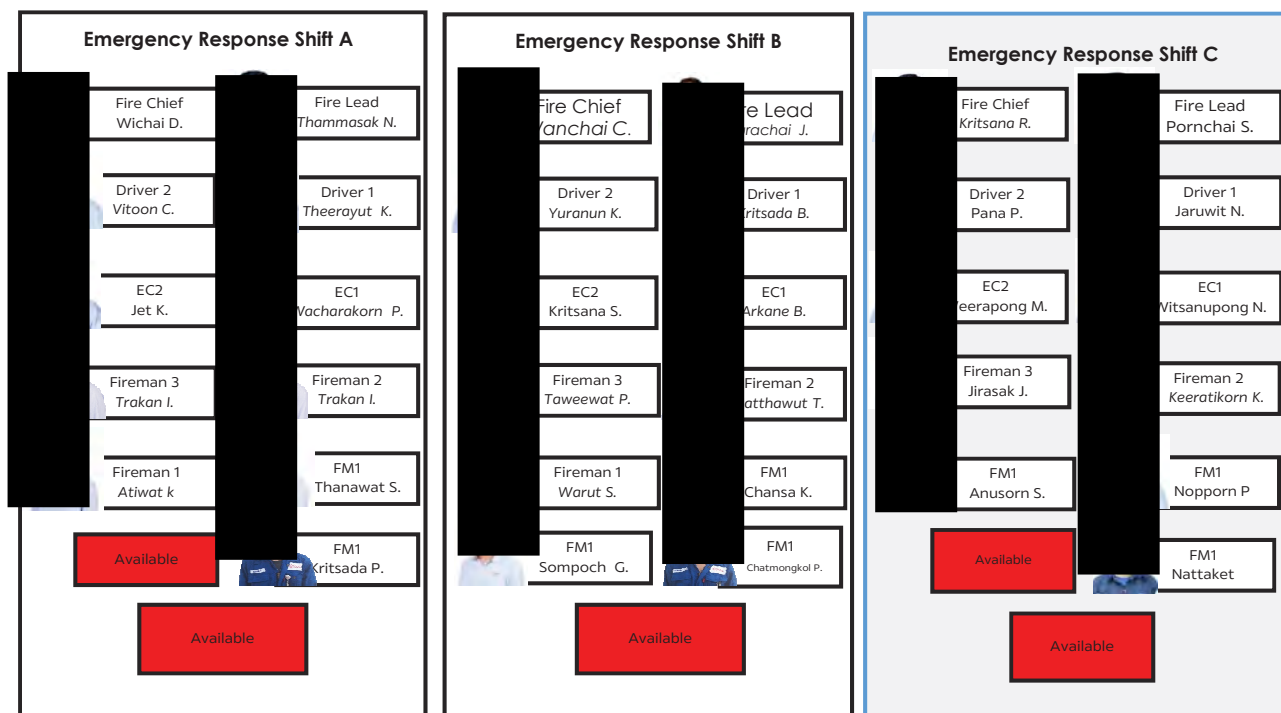 Emergency Response Shift A
Fire Chief
Wichai D.
Fire Lead
Thammasak N.
Driver 2
Vitoon C.
Driver 1
Theerayut K.
EC2
Jet K.
EC1
P.
Fireman 3
Trakan I.
Fireman 2
Trakan I.
Fireman 1
Atiwat k
FM1
Thanawat S.
Available
FM1
Kritsada P.
Available
Emergency Response Shift B
Fire Chief
C.
Lead
J.
Driver 2
Yuranun K.
Driver 1
Kritsada B.
EC2
Kritsana S.
EC1
Arkane B.
Fireman 3
Taweewat P.
Fireman 2
T.
Fireman 1
Warut S.
FM1
Chansa K.
FM1
Sompoch G.
FM1
Chatmongkol P.
Available
Emergency Response Shift C
Fire Chief
Kritsana R.
Fire Lead
Pornchai S.
Driver 2
Pana P.
Driver 1
Jaruwit N.
EC2
M.
EC1
Witsanupong N.
Fireman 3
Jirasak J.
Fireman 2
Keeratikorn K.
FM1
Anusorn S.
FM1
Nopporn P
Available
FM1
Nattaket
Available